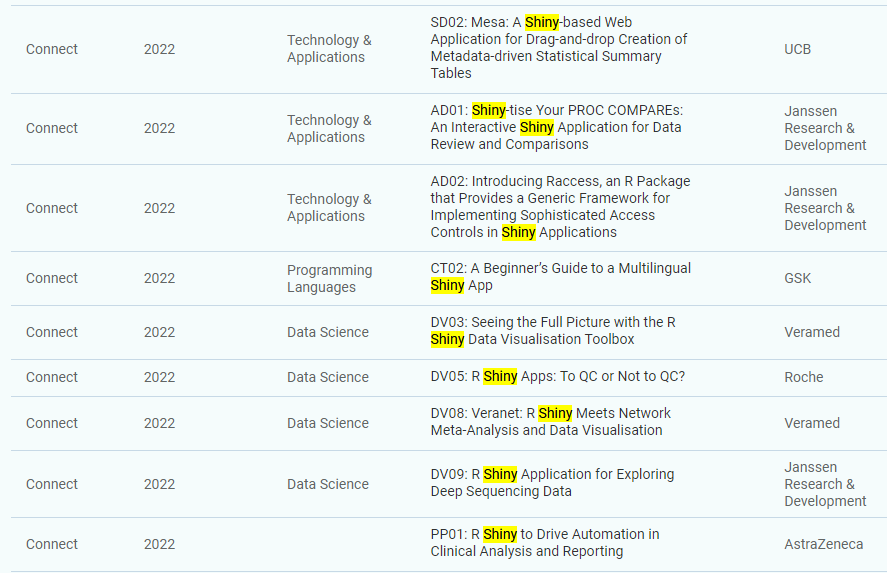 Connect 2022 Technology & Applications SD02: Mesa: A Shiny-based Web Application for Drag-and-drop Creation of Metadata-driven Statistical Summary Tables UCB
Connect 2022 Technology & Applications AD01: Shiny-tise Your PROC COMPAREs: An Interactive Shiny Application for Data Review and Comparisons Janssen Research & Development
Connect 2022 Technology & Applications AD02: Introducing Raccess, an R Package that Provides a Generic Framework for Implementing Sophisticated Access Controls in Shiny Applications Janssen Research & Development
Connect 2022 Programming Languages CT02: A Beginner’s Guide to a Multilingual Shiny App GSK
Connect 2022 Data Science DV03: Seeing the Full Picture with the R Shiny Data Visualisation Toolbox Veramed
Connect 2022 Data Science DV05: R Shiny Apps: To QC or Not to QC? Roche
Connect 2022 Data Science DV08: Veranet: R Shiny Meets Network Meta-Analysis and Data Visualisation Veramed
Connect 2022 Data Science DV09: R Shiny Application for Exploring Deep Sequencing Data Janssen Research & Development
Connect 2022 PP01: R Shiny to Drive Automation in Clinical Analysis and Reporting AstraZeneca